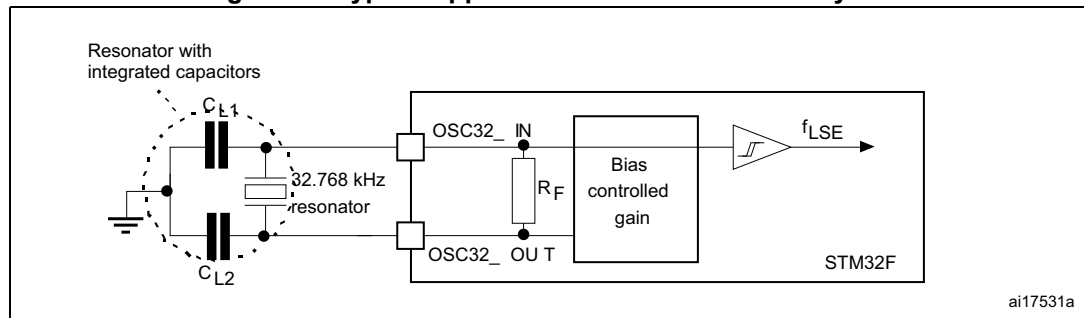 Resonator with
integrated capacitors
CL1
OSC32_ IN
fLSE
32.768 kHz
resonator
RF
Bias
controlled
gain
OSC32_ OU T
STM32F
CL2
ai17531a